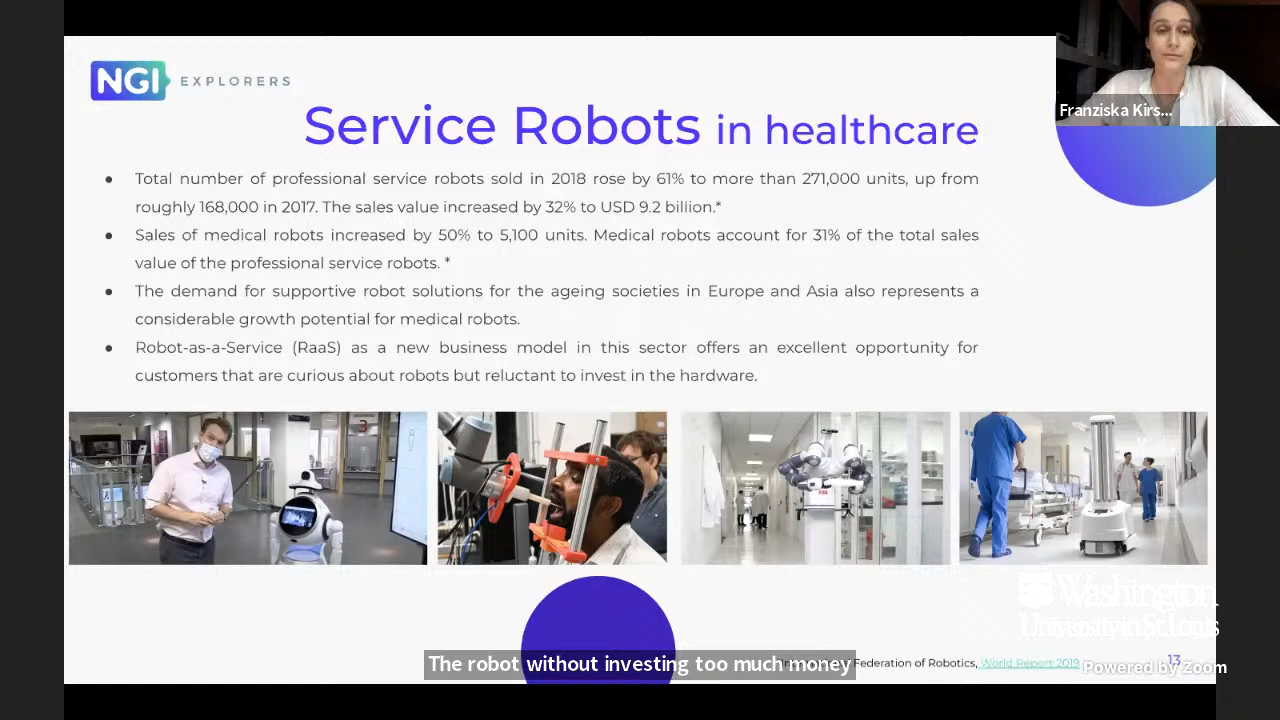 NGI EXPLORERS
Franziska Kirs...
Service Robots in healthcare
● Total number of professional service robots sold in 2018 rose by 61% to more than 271,000 units, up from
roughly 168,000 in 2017. The sales value increased by 32% to USD 9.2 billion.*
● Sales of medical robots increased by 50% to 5,100 units. Medical robots account for 31% of the total sales
value of the professional service robots. *
● The demand for supportive robot solutions for the ageing societies in Europe and Asia also represents a
considerable growth potential for medical robots.
● Robot-as-a-Service (RaaS) as a new business model in this sector offers an excellent opportunity for
customers that are curious about robots but reluctant to invest in the hardware.
3
ABB
Washington
University in St. Louis
The robot without investing too much money
Federation of Robotics, World Report 2019
13
Powered by Zoom